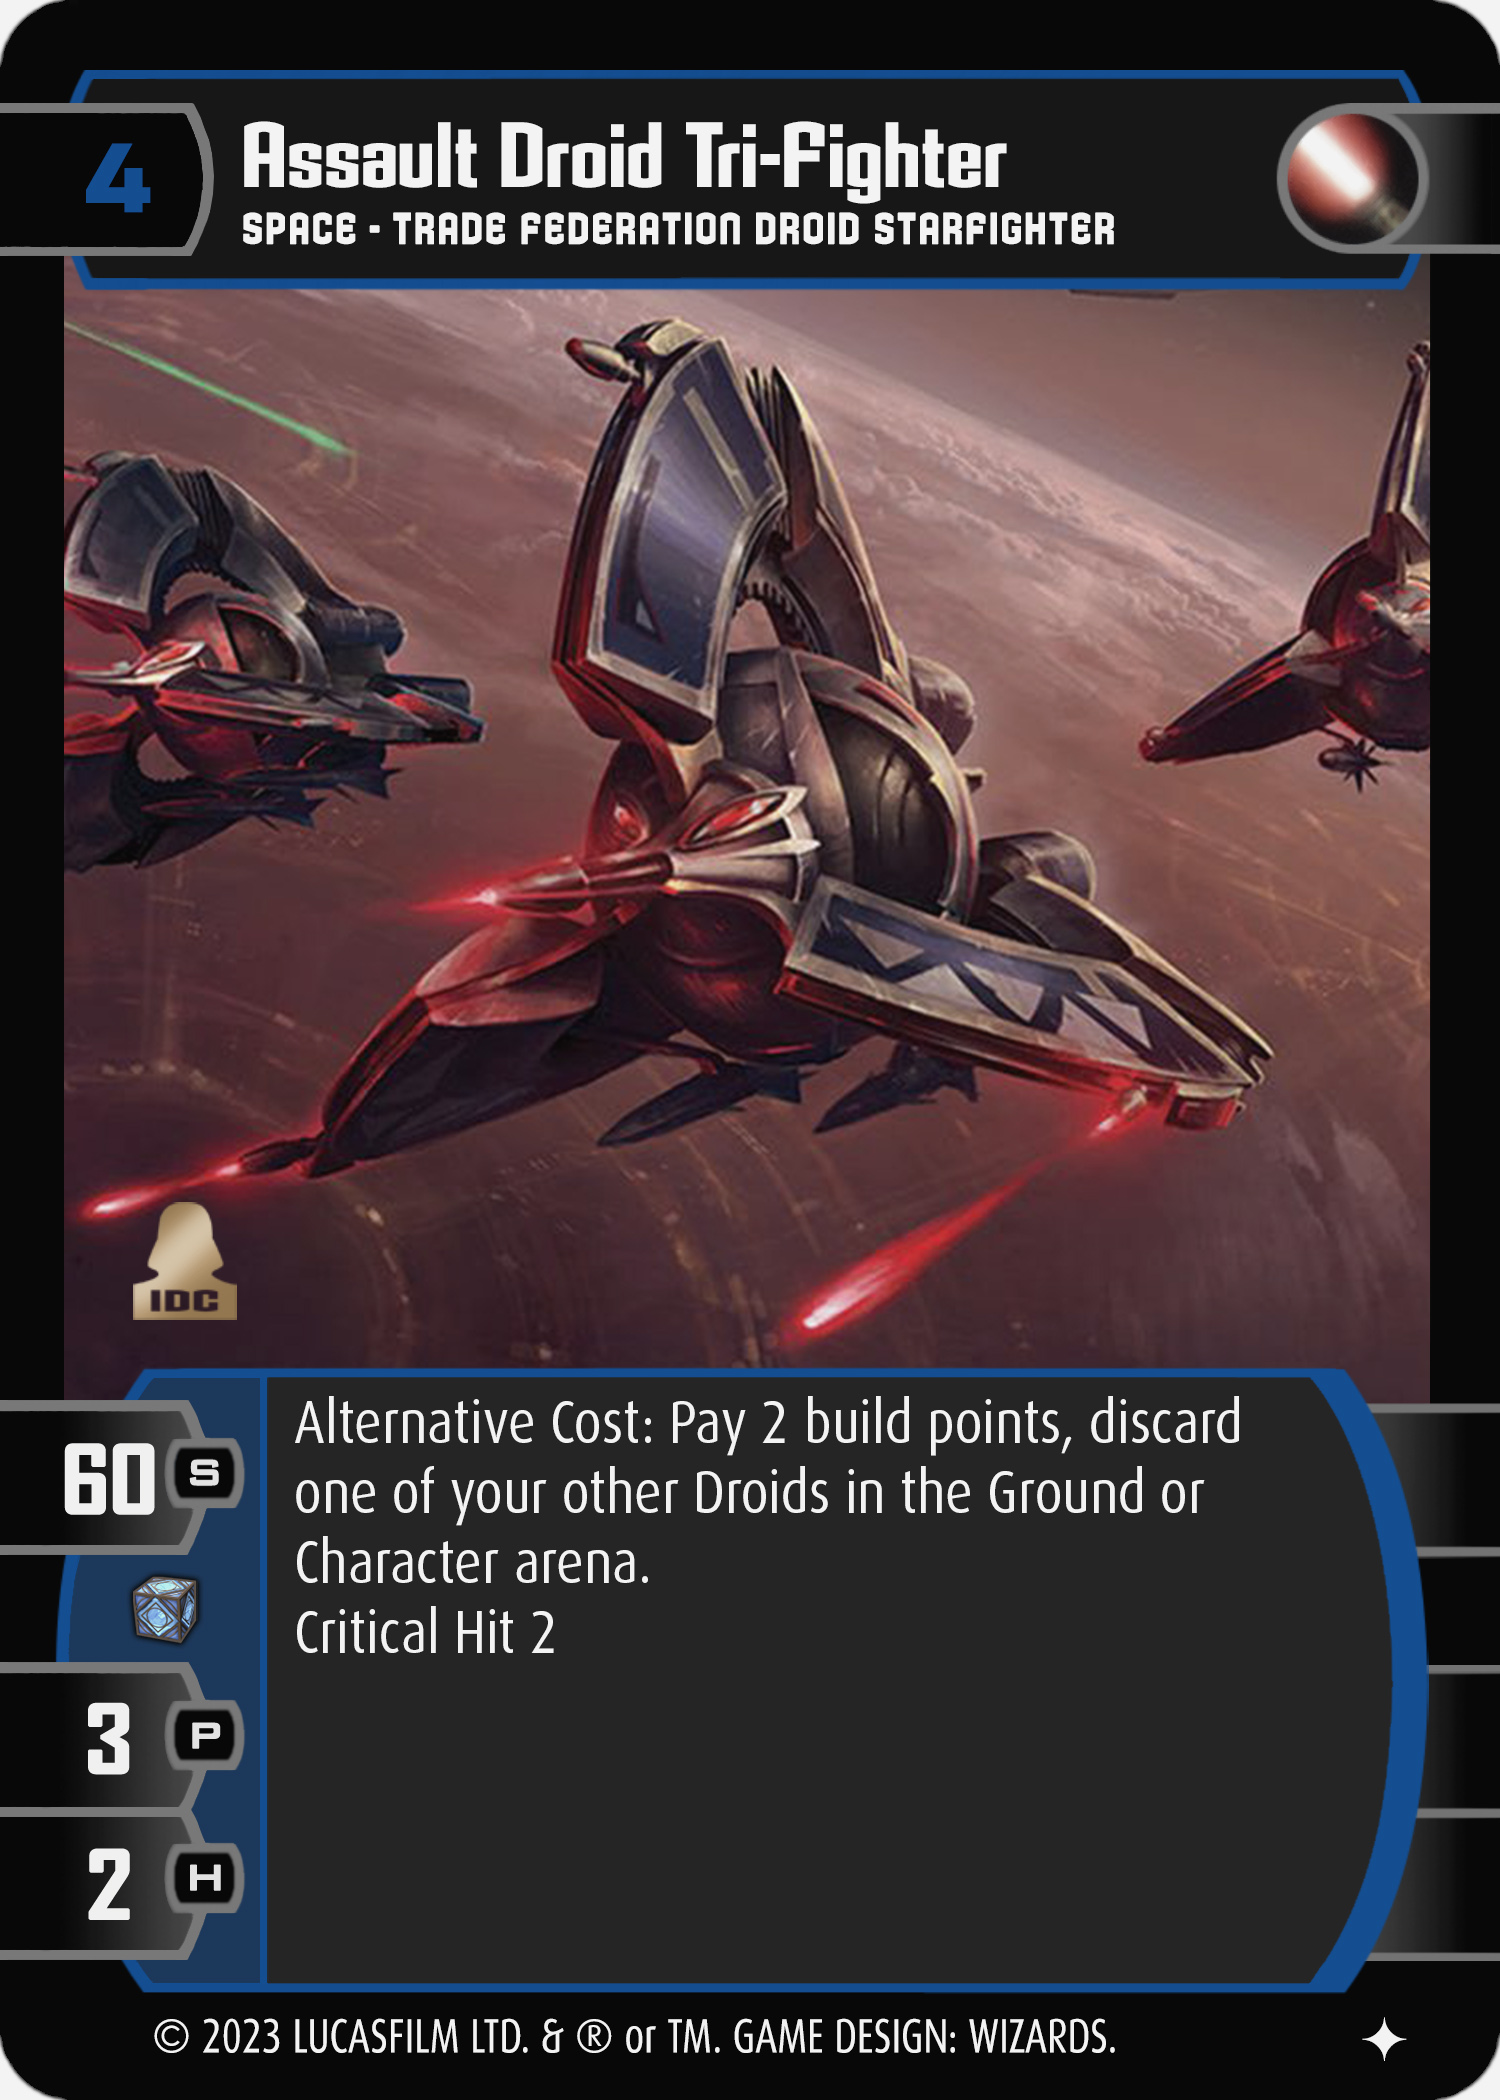 4
Assault Droid Tri-Fighter
SPACE - TRADE FEDERATION DROID STARFIGHTER
IDC
60 S
Alternative Cost: Pay 2 build points, discard
one of your other Droids in the Ground or
Character arena.
Critical Hit 2
3 P
2 H
© 2023 LUCASFILM LTD. & ® or TM. GAME DESIGN: WIZARDS.